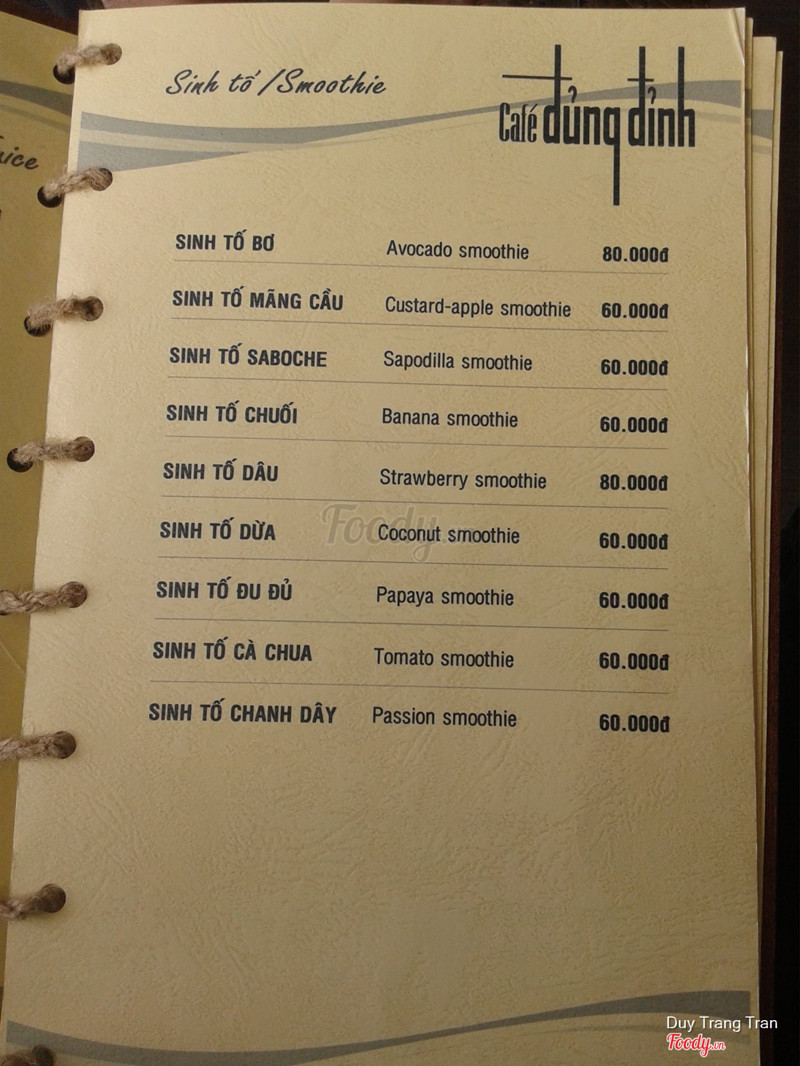 Sinh tố / Smoothie
Café đủng đỉnh
uice
SINH TỐ BƠ Avocado smoothie 80.000đ
SINH TỐ MÃNG CẦU Custard-apple smoothie 60.000đ
SINH TỐ SABOCHE Sapodilla smoothie 60.000đ
SINH TỐ CHUỐI Banana smoothie 60.000đ
SINH TỐ DÂU Strawberry smoothie 80.000đ
SINH TỐ DỪA Coconut smoothie 60.000đ
Foody
SINH TỐ ĐU ĐỦ Papaya smoothie 60.000đ
SINH TỐ CÀ CHUA Tomato smoothie 60.000đ
SINH TỐ CHANH DÂY Passion smoothie 60.000đ
Duy Trang Tran
Foody.vn